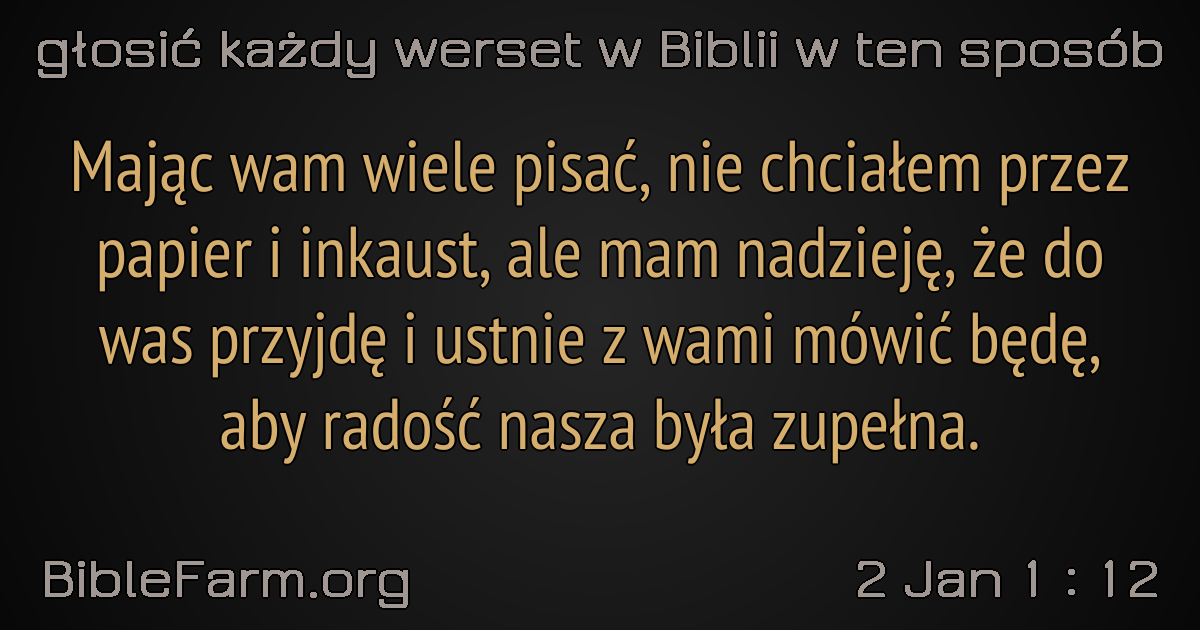 głosić każdy werset w Biblii w ten sposób
Mając wam wiele pisać, nie chciałem przez
papier i inkaust, ale mam nadzieję, że do
was przyjdę i ustnie z wami mówić będę,
aby radość nasza była zupełna.
BibleFarm.org
2 Jan 1 : 12